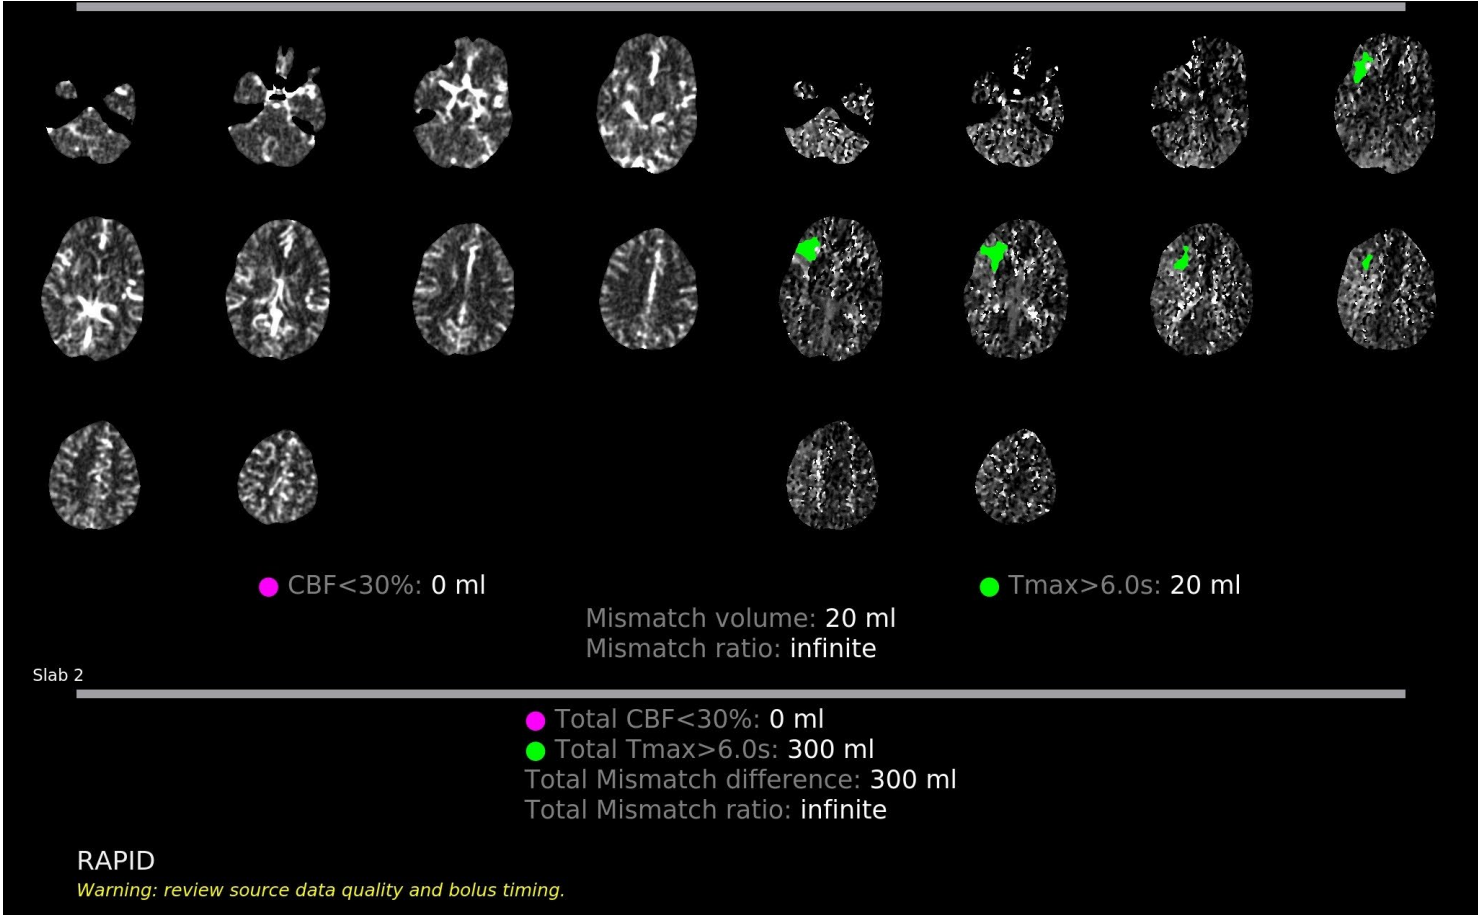 CBF<30%: 0 ml
Tmax>6.0s: 20 ml
Mismatch volume: 20 ml
Mismatch ratio: infinite
Slab 2
Total CBF<30%: 0 ml
Total Tmax>6.0s: 300 ml
Total Mismatch difference: 300 ml
Total Mismatch ratio: infinite
RAPID
Warning: review source data quality and bolus timing.